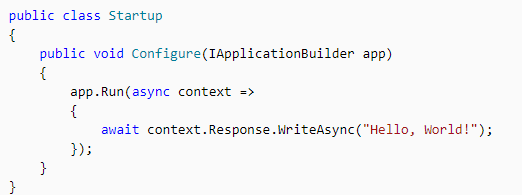 public class Startup
{
    public void Configure(IApplicationBuilder app)
    {
        app.Run(async context =>
        {
            await context.Response.WriteAsync("Hello, World!");
        });
    }
}